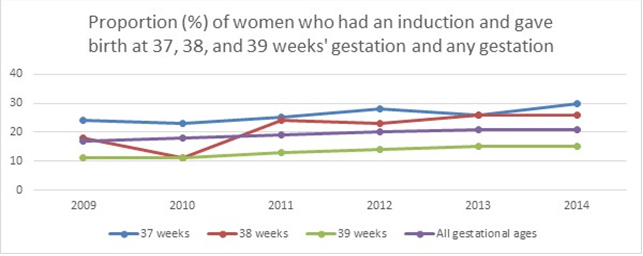 Proportion (%) of women who had an induction and gave
birth at 37, 38, and 39 weeks' gestation and any gestation
40
30
20
10
0
2009 2010 2011 2012 2013 2014
37 weeks 38 weeks 39 weeks All gestational ages